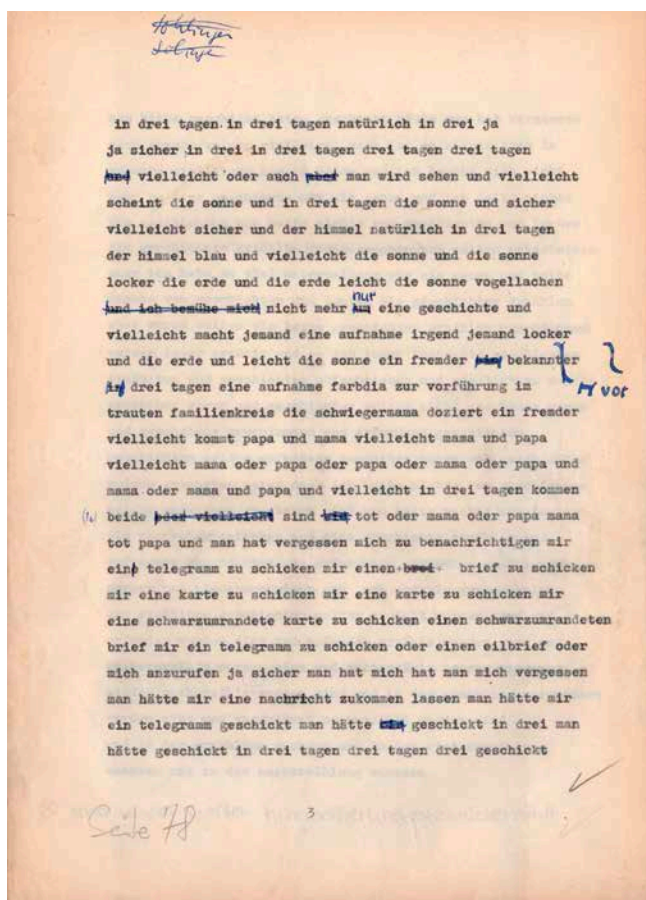 in drei tagen in drei tagen natürlich in drei ja
ja sicher in drei in drei tagen drei tagen drei tagen
und vielleicht oder auch aber man wird sehen und vielleicht
scheint die sonne und in drei tagen die sonne und sicher
vielleicht sicher und der himmel natürlich in drei tagen
der himmel blau und vielleicht die sonne und die sonne
locker die erde und die erde leicht die sonne vogellachen
nur
und ich bemühe mich nicht mehr um eine geschichte und
vielleicht macht jemand eine aufnahme irgend jemand locker
und die erde und leicht die sonne ein fremder ein bekannter
in drei tagen eine aufnahme farbdia zur vorführung im
vor
trauten familienkreis die schwiegermama doziert ein fremder
vielleicht kommt papa und mama vielleicht mama und papa
vielleicht mama oder papa oder papa oder mama oder papa und
mama oder mama und papa und vielleicht in drei tagen kommen
beide oder vielleicht sind tot oder mama oder papa mama
tot papa und man hat vergessen mich zu benachrichtigen mir
ein telegramm zu schicken mir einen brei brief zu schicken
mir eine karte zu schicken mir eine karte zu schicken mir
eine schwarzumrandete karte zu schicken einen schwarzumrandeten
brief mir ein telegramm zu schicken oder einen eilbrief oder
mich anzurufen ja sicher man hat mich hat man mich vergessen
man hätte mir eine nachricht zukommen lassen man hätte mir
ein telegramm geschickt man hätte geschickt in drei man
hätte geschickt in drei tagen drei tagen drei geschickt
3
Seite 78